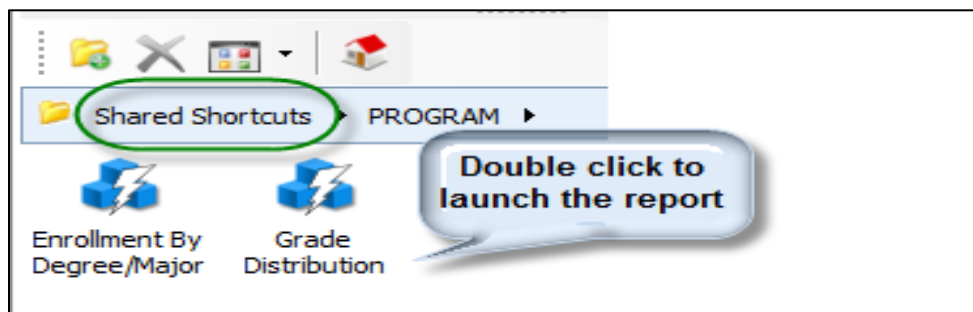 Shared Shortcuts PROGRAM
Double click to
launch the report
Enrollment By
Degree/Major
Grade
Distribution